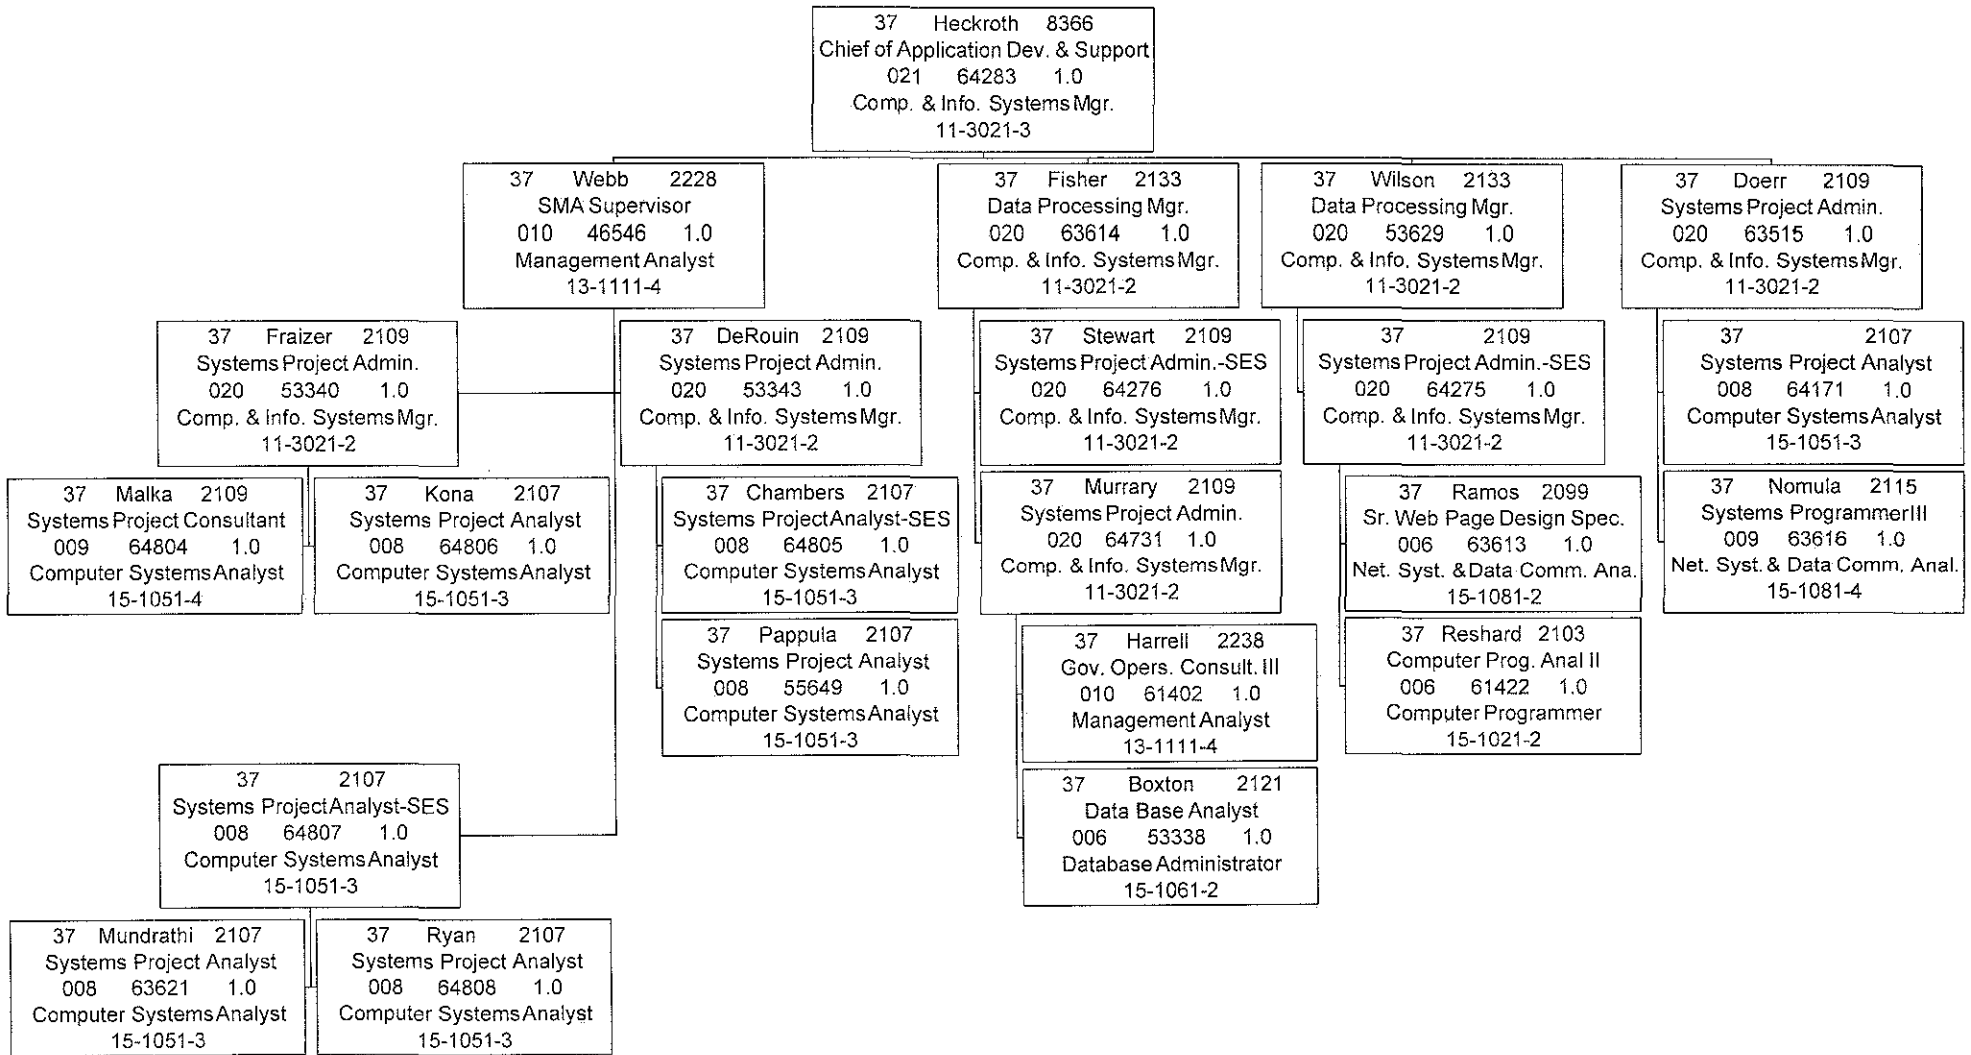 37 Heckroth 8366
Chief of Application Dev. & Support
021 64283 1.0
Comp. & Info. Systems Mgr.
11-3021-3
37 Webb 2228
SMA Supervisor
010 46546 1.0
Management Analyst
13-1111-4
37 Fisher 2133
Data Processing Mgr.
020 63614 1.0
Comp. & Info. Systems Mgr.
11-3021-2
37 Wilson 2133
Data Processing Mgr.
020 53629 1.0
Comp. & Info. Systems Mgr.
11-3021-2
37 Doerr 2109
Systems Project Admin.
020 63515 1.0
Comp. & Info. Systems Mgr.
11-3021-2
37 Fraizer 2109
Systems Project Admin.
020 53340 1.0
Comp. & Info. Systems Mgr.
11-3021-2
37 DeRouin 2109
Systems Project Admin.
020 53343 1.0
Comp. & Info. Systems Mgr.
11-3021-2
37 Stewart 2109
Systems Project Admin.-SES
020 64276 1.0
Comp. & Info. Systems Mgr.
11-3021-2
37 2109
Systems Project Admin.-SES
020 64275 1.0
Comp. & Info. Systems Mgr.
11-3021-2
37 2107
Systems Project Analyst
008 64171 1.0
Computer Systems Analyst
15-1051-3
37 Malka 2109
Systems Project Consultant
009 64804 1.0
Computer Systems Analyst
15-1051-4
37 Kona 2107
Systems Project Analyst
008 64806 1.0
Computer Systems Analyst
15-1051-3
37 Chambers 2107
Systems Project Analyst-SES
008 64805 1.0
Computer Systems Analyst
15-1051-3
37 Murrary 2109
Systems Project Admin.
020 64731 1.0
Comp. & Info. Systems Mgr.
11-3021-2
37 Ramos 2099
Sr. Web Page Design Spec.
006 63613 1.0
Net. Syst. & Data Comm. Ana.
15-1081-2
37 Nomula 2115
Systems Programmer III
009 63616 1.0
Net. Syst. & Data Comm. Anal.
15-1081-4
37 Pappula 2107
Systems Project Analyst
008 55649 1.0
Computer Systems Analyst
15-1051-3
37 Harrell 2238
Gov. Opers. Consult. III
010 61402 1.0
Management Analyst
13-1111-4
37 Reshard 2103
Computer Prog. Anal II
006 61422 1.0
Computer Programmer
15-1021-2
37 2107
Systems Project Analyst-SES
008 64807 1.0
Computer Systems Analyst
15-1051-3
37 Boxton 2121
Data Base Analyst
006 53338 1.0
Database Administrator
15-1061-2
37 Mundrathi 2107
Systems Project Analyst
008 63621 1.0
Computer Systems Analyst
15-1051-3
37 Ryan 2107
Systems Project Analyst
008 64808 1.0
Computer Systems Analyst
15-1051-3